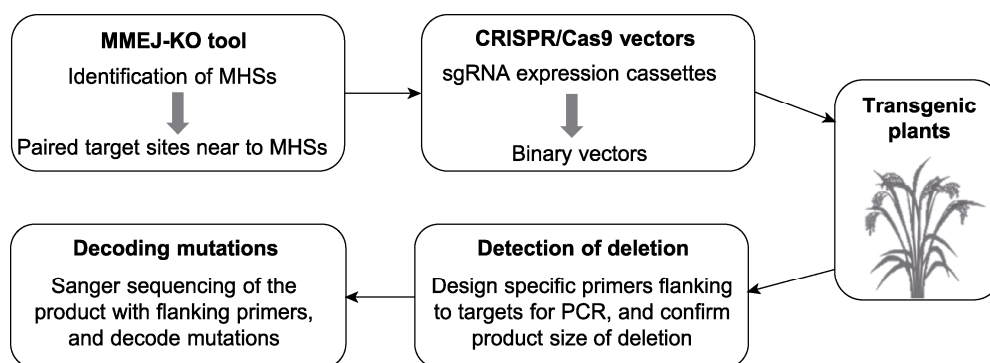 MMEJ-KO tool
Identification of MHSs
Paired target sites near to MHSs
CRISPR/Cas9 vectors
sgRNA expression cassettes
Binary vectors
Transgenic
plants
Detection of deletion
Design specific primers flanking
to targets for PCR, and confirm
product size of deletion
Decoding mutations
Sanger sequencing of the
product with flanking primers,
and decode mutations